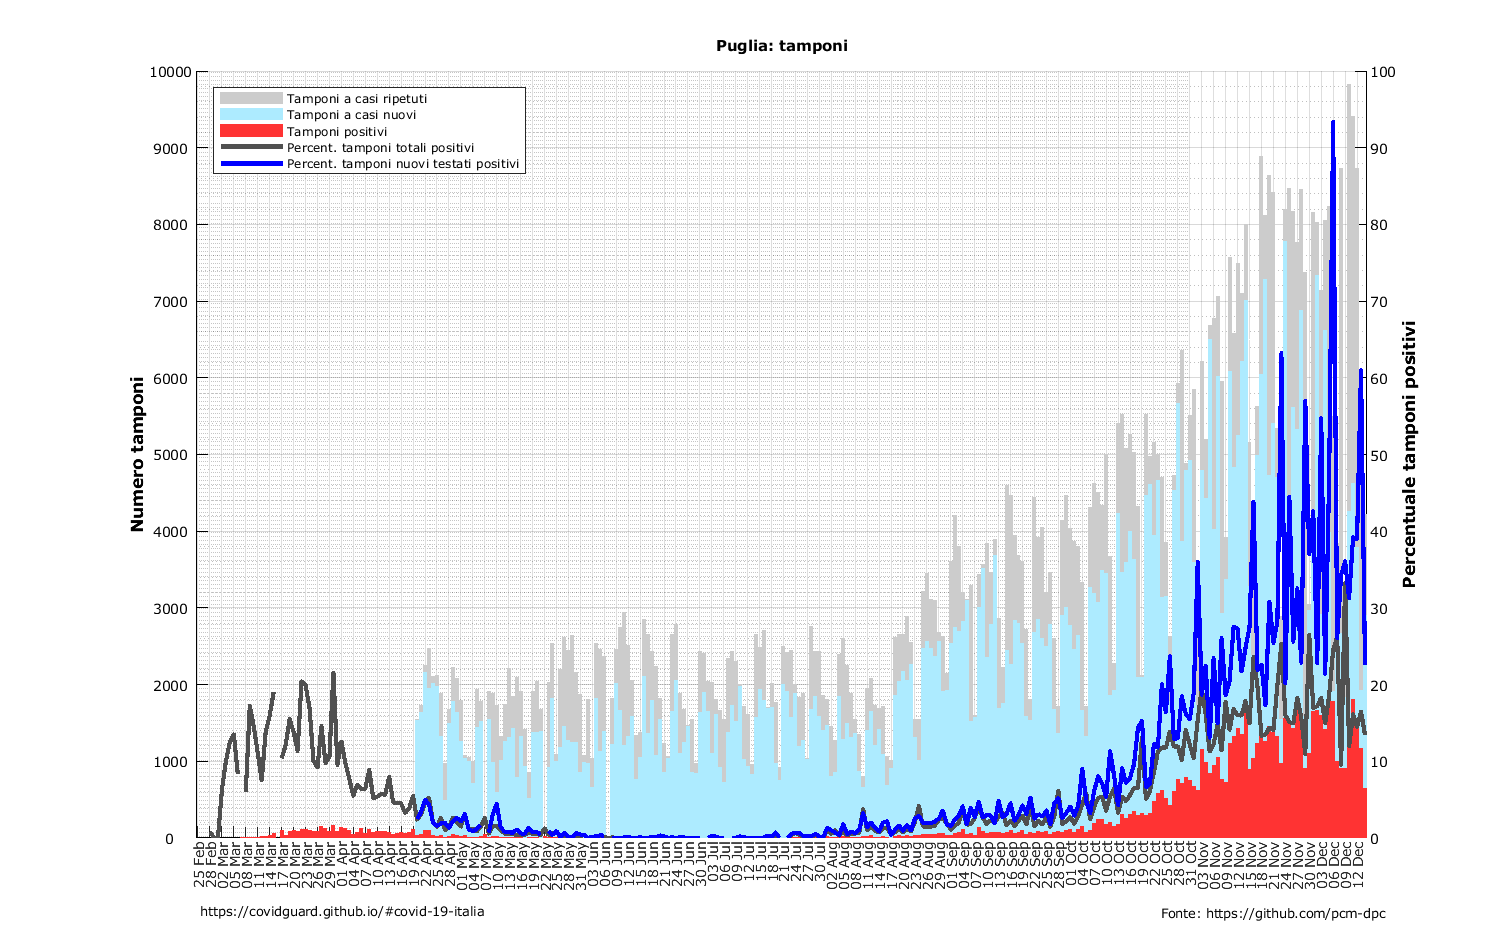 Puglia: tamponi
10000
9000
8000
7000
6000
5000
4000
3000
2000
1000
0
100
90
80
70
60
50
40
30
20
10
0
Tamponi a casi ripetuti
Tamponi a casi nuovi
Tamponi positivi
Percent. tamponi totali positivi
Percent. tamponi nuovi testati positivi
Numero tamponi
Percentuale tamponi positivi
25 Feb
28 Feb
02 Mar
05 Mar
08 Mar
11 Mar
14 Mar
17 Mar
20 Mar
23 Mar
26 Mar
29 Mar
01 Apr
04 Apr
07 Apr
10 Apr
13 Apr
16 Apr
19 Apr
22 Apr
25 Apr
28 Apr
01 May
04 May
07 May
10 May
13 May
16 May
19 May
22 May
25 May
28 May
31 May
03 Jun
06 Jun
09 Jun
12 Jun
15 Jun
18 Jun
21 Jun
24 Jun
27 Jun
30 Jun
03 Jul
06 Jul
09 Jul
12 Jul
15 Jul
18 Jul
21 Jul
24 Jul
27 Jul
30 Jul
02 Aug
05 Aug
08 Aug
11 Aug
14 Aug
17 Aug
20 Aug
23 Aug
26 Aug
29 Aug
01 Sep
04 Sep
07 Sep
10 Sep
13 Sep
16 Sep
19 Sep
22 Sep
25 Sep
28 Sep
01 Oct
04 Oct
07 Oct
10 Oct
13 Oct
16 Oct
19 Oct
22 Oct
25 Oct
28 Oct
31 Oct
03 Nov
06 Nov
09 Nov
12 Nov
15 Nov
18 Nov
21 Nov
24 Nov
27 Nov
30 Nov
03 Dec
06 Dec
09 Dec
12 Dec
https://covidguard.github.io/#covid-19-italia
Fonte: https://github.com/pcm-dpc